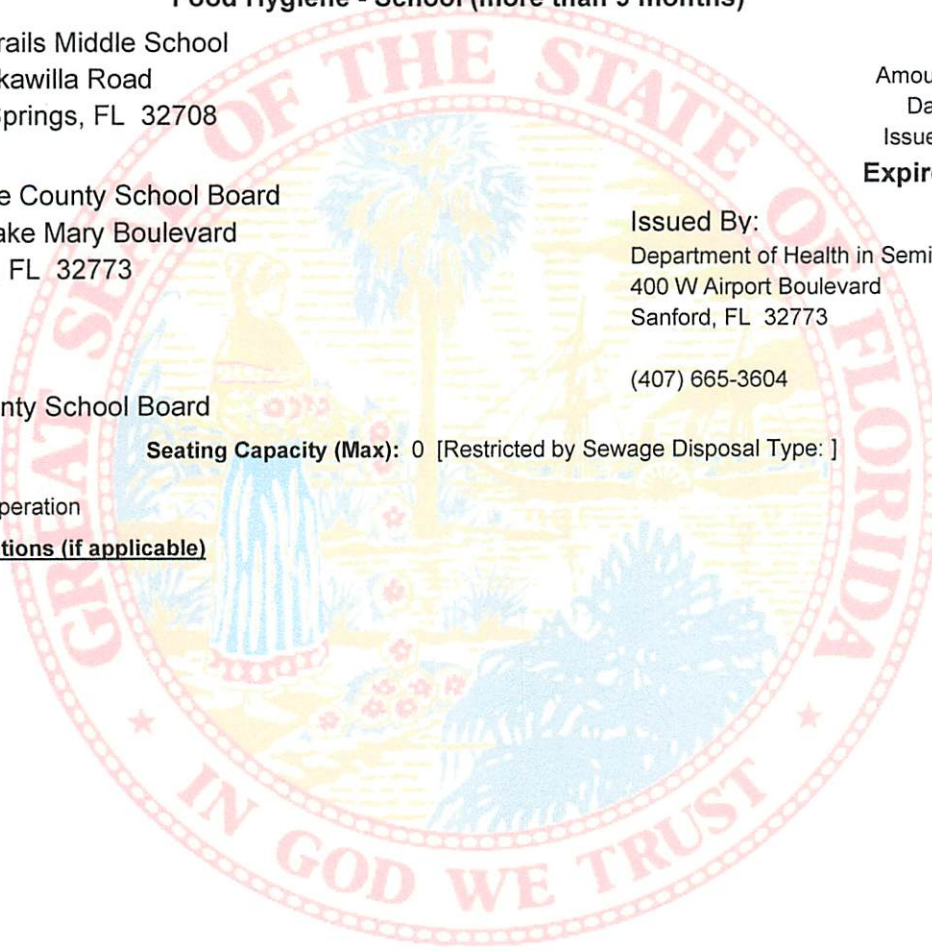 Food Hygiene - School (more than 9 months)
rails Middle School
kawilla Road
Springs, FL 32708
Amou
Da
Issue
Expire
e County School Board
ake Mary Boulevard
FL 32773
Issued By:
Department of Health in Semi
400 W Airport Boulevard
Sanford, FL 32773
(407) 665-3604
nty School Board
Seating Capacity (Max): 0 [Restricted by Sewage Disposal Type: ]
peration
tions (if applicable)
GREAT SEAL OF THE STATE OF FLORIDA
IN GOD WE TRUST